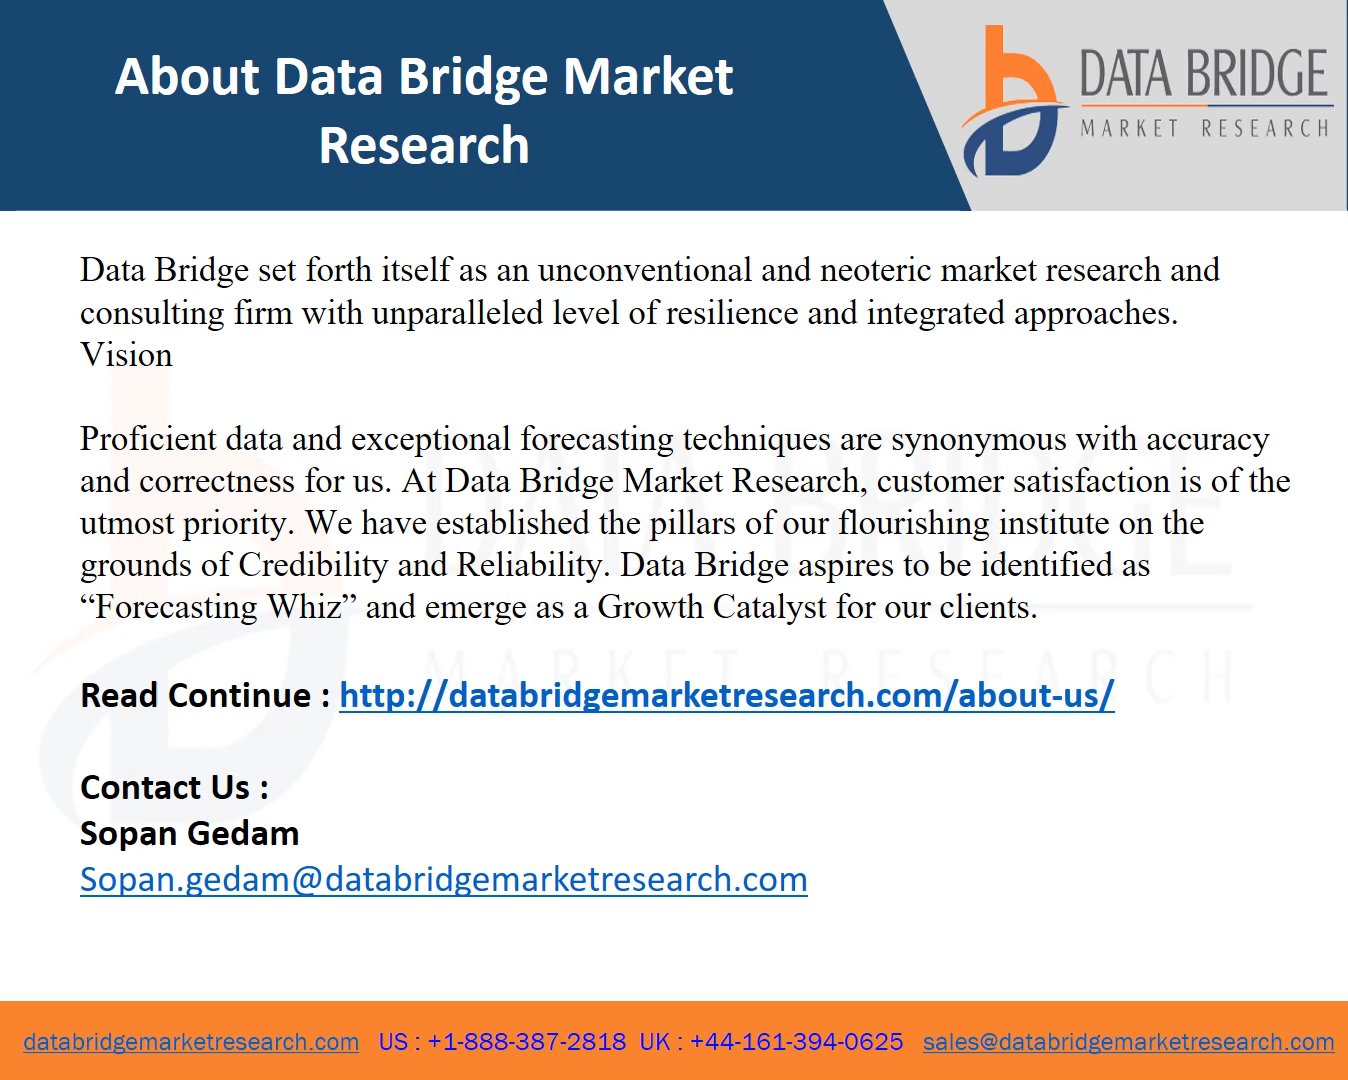 About Data Bridge Market
Research
DATA BRIDGE
MARKET RESEARCH
Data Bridge set forth itself as an unconventional and neoteric market research and
consulting firm with unparalleled level of resilience and integrated approaches.
Vision
Proficient data and exceptional forecasting techniques are synonymous with accuracy
and correctness for us. At Data Bridge Market Research, customer satisfaction is of the
utmost priority. We have established the pillars of our flourishing institute on the
grounds of Credibility and Reliability. Data Bridge aspires to be identified as
“Forecasting Whiz” and emerge as a Growth Catalyst for our clients.
DATA BRIDGE
MARKET RESEARCH
Read Continue : http://databridgemarketresearch.com/about-us/
Contact Us :
Sopan Gedam
Sopan.gedam@databridgemarketresearch.com
databridgemarketresearch.com US : +1-888-387-2818 UK : +44-161-394-0625 sales@databridgemarketresearch.com